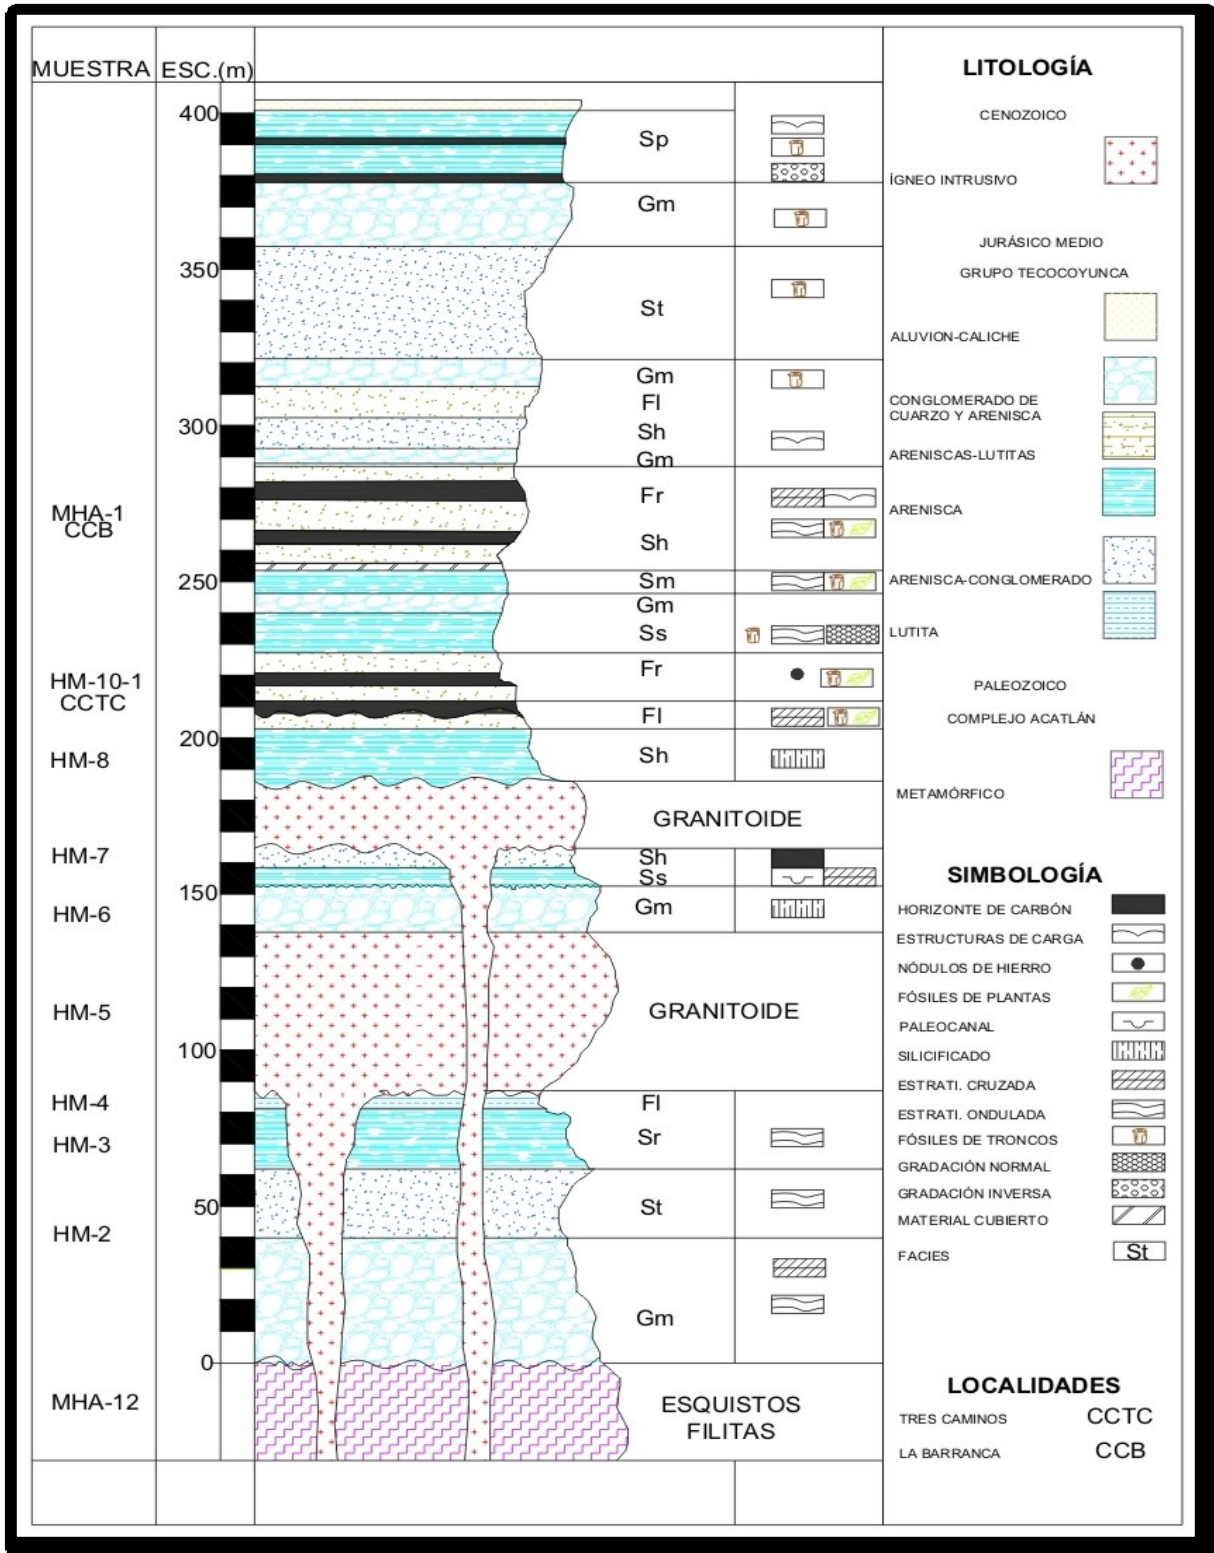 MUESTRA ESC.(m)
400
350
300
250
200
150
100
50
0
MHA-1
CCB
HM-10-1
CCTC
HM-8
HM-7
HM-6
HM-5
HM-4
HM-3
HM-2
MHA-12
Sp
Gm
St
Gm
Fl
Sh
Gm
Fr
Sh
Sm
Gm
Ss
Fr
Fl
Sh
GRANITOIDE
Sh
Ss
Gm
GRANITOIDE
Fl
Sr
St
Gm
ESQUISTOS
FILITAS
LITOLOGÍA
CENOZOICO
ÍGNEO INTRUSIVO
JURÁSICO MEDIO
GRUPO TECOCOYUNCA
ALUVION-CALICHE
CONGLOMERADO DE
CUARZO Y ARENISCA
ARENISCAS-LUTITAS
ARENISCA
ARENISCA-CONGLOMERADO
LUTITA
PALEOZOICO
COMPLEJO ACATLÁN
METAMÓRFICO
SIMBOLOGÍA
HORIZONTE DE CARBÓN
ESTRUCTURAS DE CARGA
NÓDULOS DE HIERRO
FÓSILES DE PLANTAS
PALEOCANAL
SILICIFICADO
ESTRATI. CRUZADA
ESTRATI. ONDULADA
FÓSILES DE TRONCOS
GRADACIÓN NORMAL
GRADACIÓN INVERSA
MATERIAL CUBIERTO
FACIES St
LOCALIDADES
TRES CAMINOS CCTC
LA BARRANCA CCB